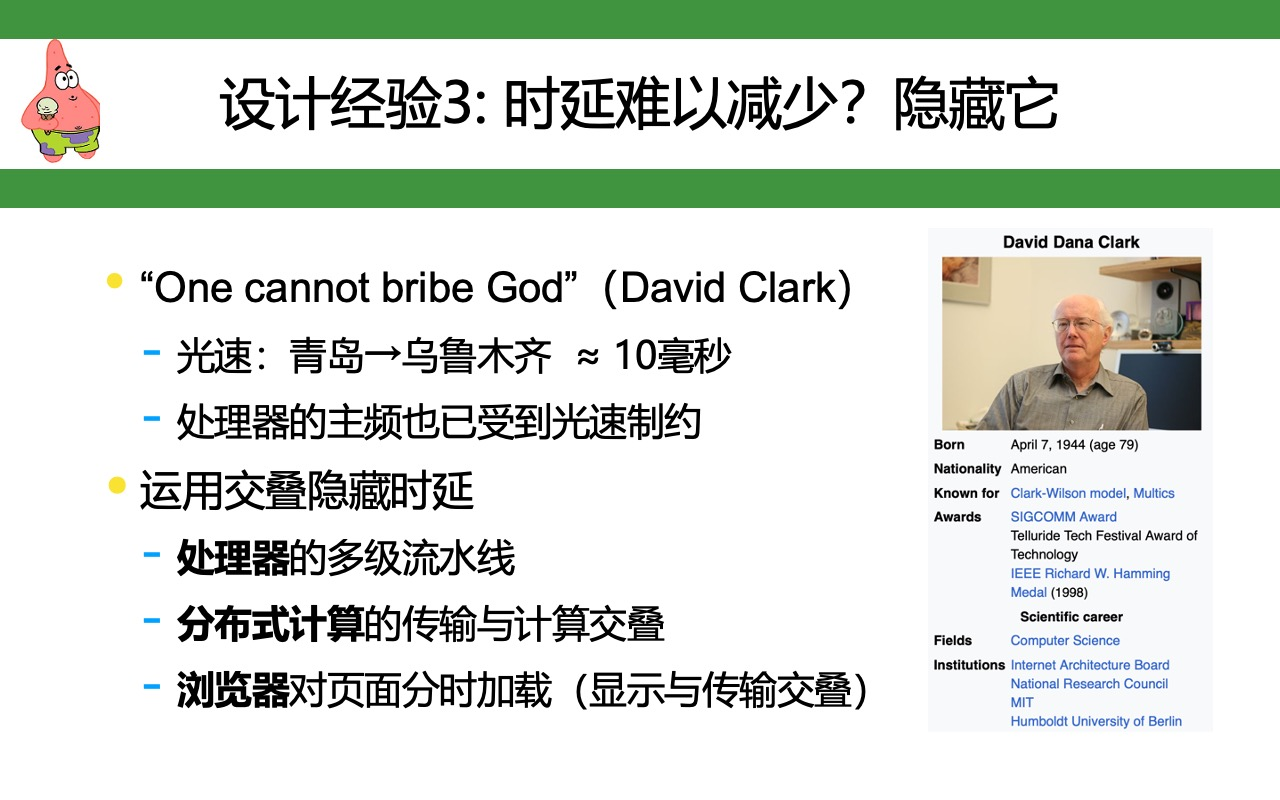 设计经验3: 时延难以减少？隐藏它
“One cannot bribe God”（David Clark）
光速：青岛→乌鲁木齐 ≈ 10毫秒
处理器的主频也已受到光速制约
运用交叠隐藏时延
处理器的多级流水线
分布式计算的传输与计算交叠
浏览器对页面分时加载（显示与传输交叠）
David Dana Clark
Born April 7, 1944 (age 79)
Nationality American
Known for Clark-Wilson model, Multics
Awards SIGCOMM Award
Telluride Tech Festival Award of
Technology
IEEE Richard W. Hamming
Medal (1998)
Scientific career
Fields Computer Science
Institutions Internet Architecture Board
National Research Council
MIT
Humboldt University of Berlin